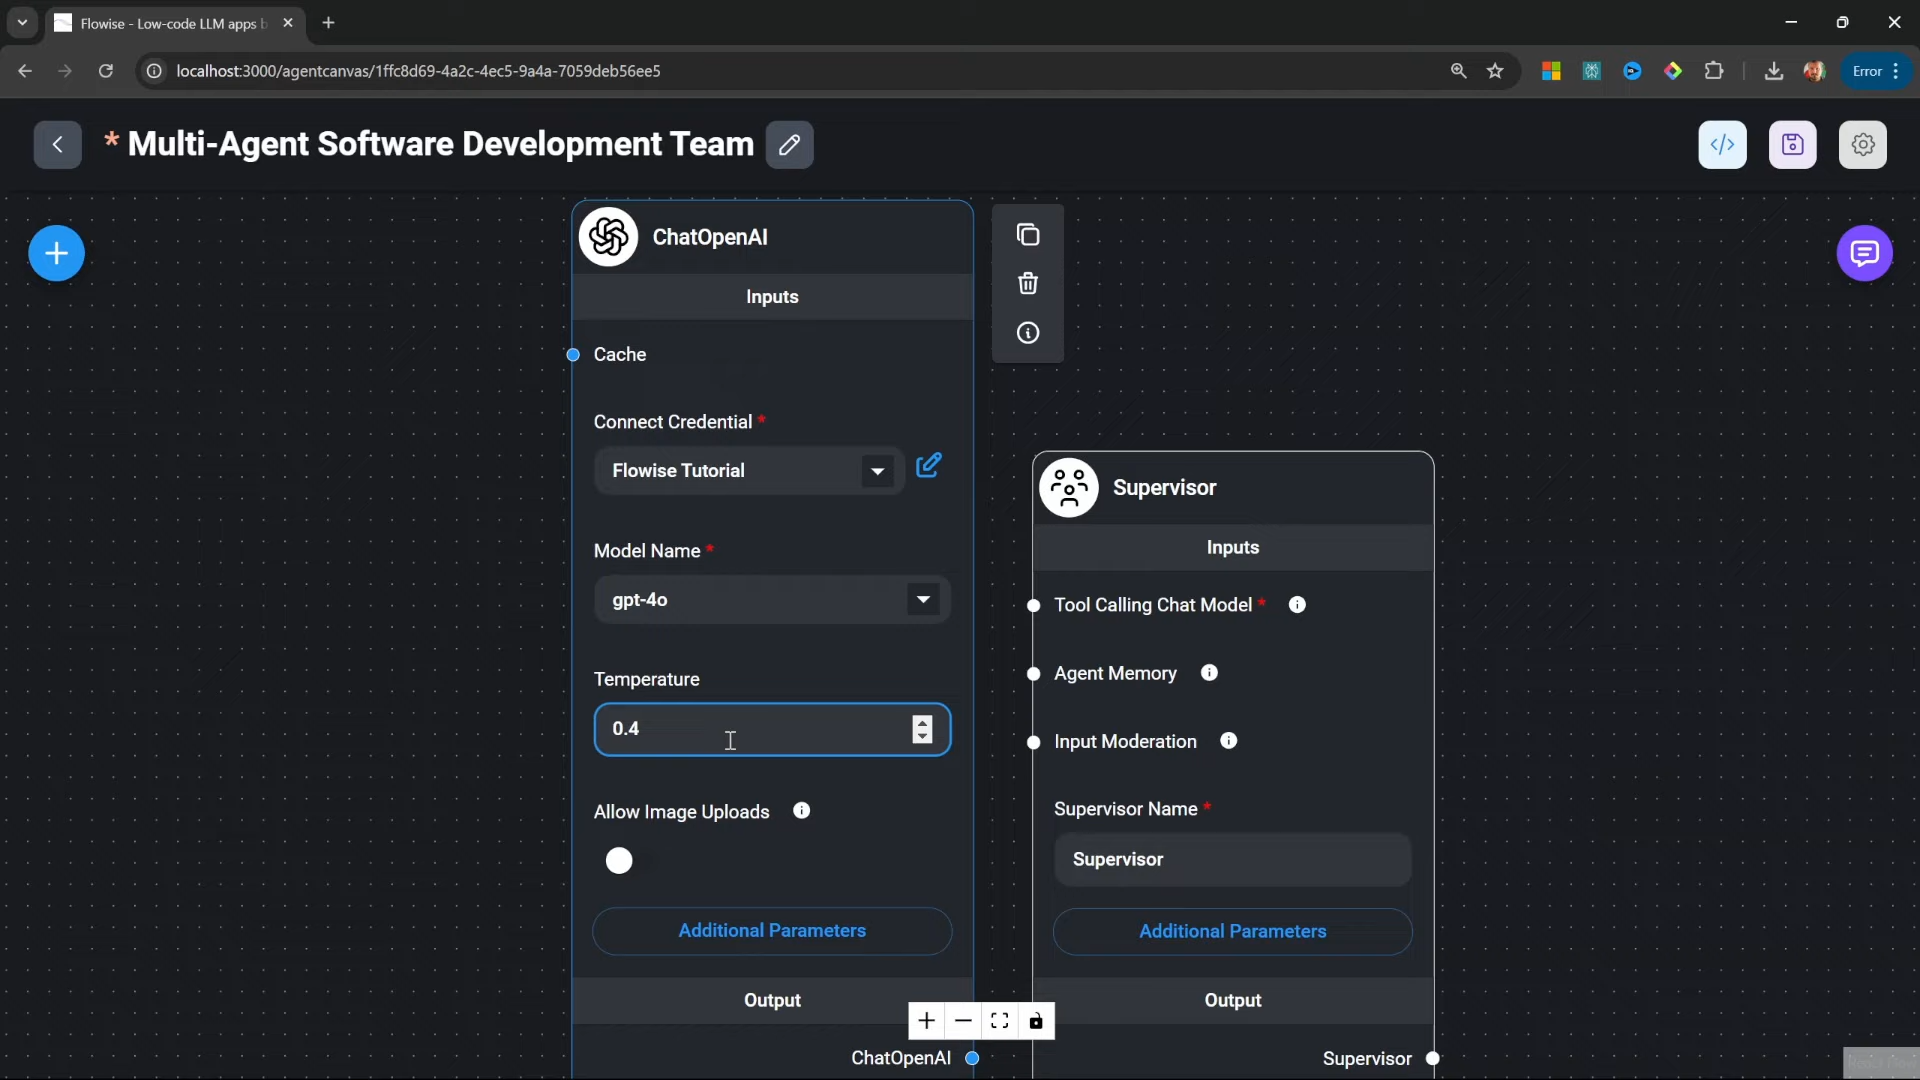 Flowise - Low-code LLM apps b
localhost:3000/agentcanvas/1ffc8d69-4a2c-4ec5-9a4a-7059deb56ee5
Error
* Multi-Agent Software Development Team
ChatOpenAI
Inputs
Cache
Connect Credential *
Flowise Tutorial
Model Name *
gpt-4o
Temperature
0.4
Allow Image Uploads
Additional Parameters
Output
ChatOpenAI
Supervisor
Inputs
Tool Calling Chat Model *
Agent Memory
Input Moderation
Supervisor Name *
Supervisor
Additional Parameters
Output
Supervisor